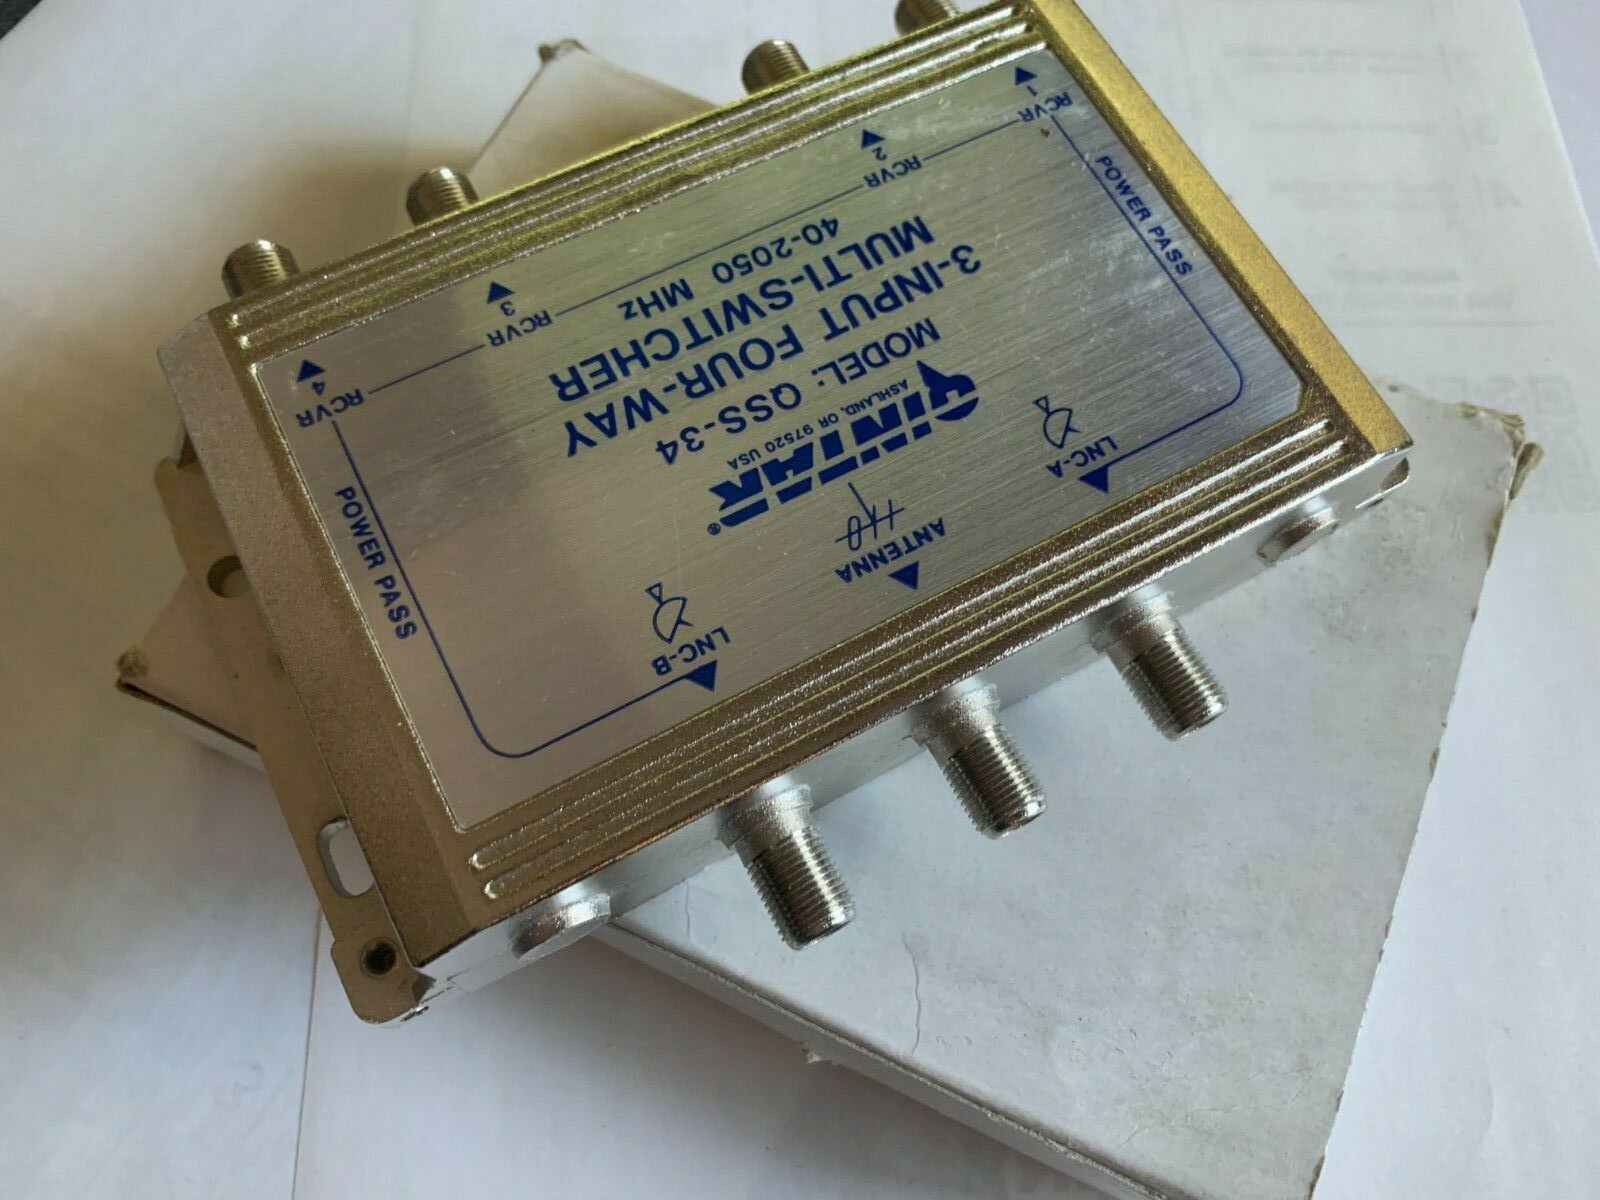 LNC-B
ANTENNA
LNC-A
QINTAR®
ASHLAND, OR 97520 USA
MODEL: QSS-34
3-INPUT FOUR-WAY
MULTI-SWITCHER
40-2050 MHz
POWER PASS
POWER PASS
RCVR
4
RCVR
3
RCVR
2
RCVR
1